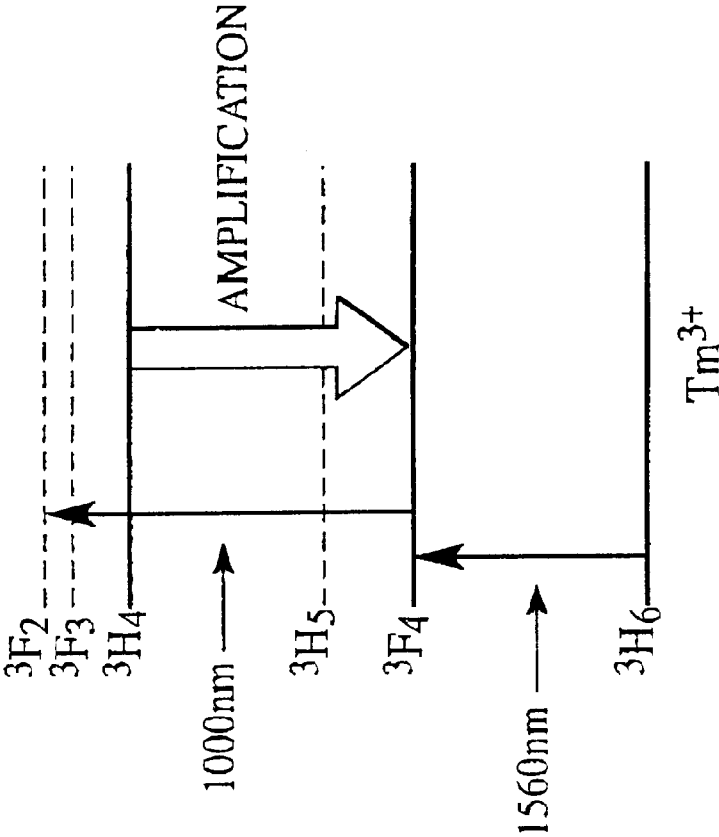 ³F₂
³F₃
³H₄
1000nm
AMPLIFICATION
³H₅
³F₄
1560nm
³H₆
Tm³⁺